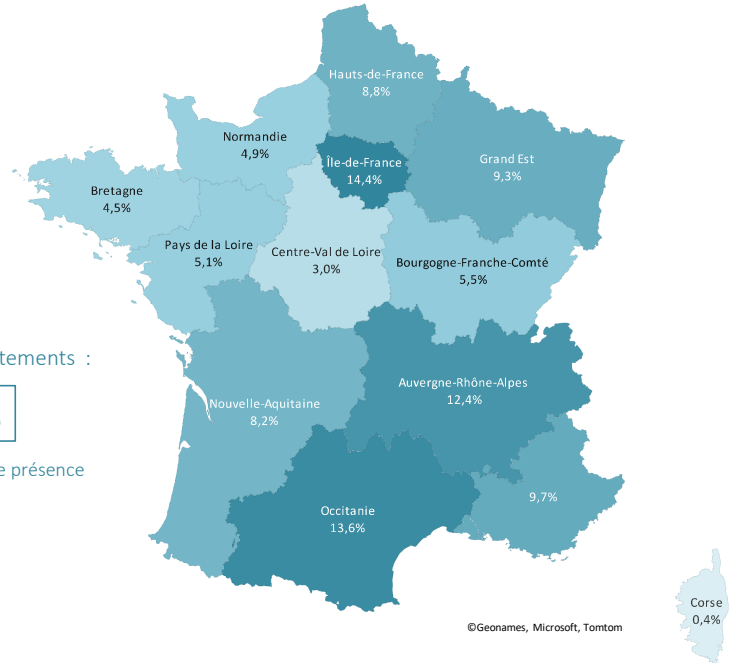 Hauts-de-France
8,8%
Normandie
4,9%
Île-de-France
14,4%
Grand Est
9,3%
Bretagne
4,5%
Pays de la Loire
5,1%
Centre-Val de Loire
3,0%
Bourgogne-Franche-Comté
5,5%
:
Auvergne-Rhône-Alpes
12,4%
Nouvelle-Aquitaine
8,2%
présence
9,7%
Occitanie
13,6%
Corse
0,4%
©Geonames, Microsoft, Tomtom